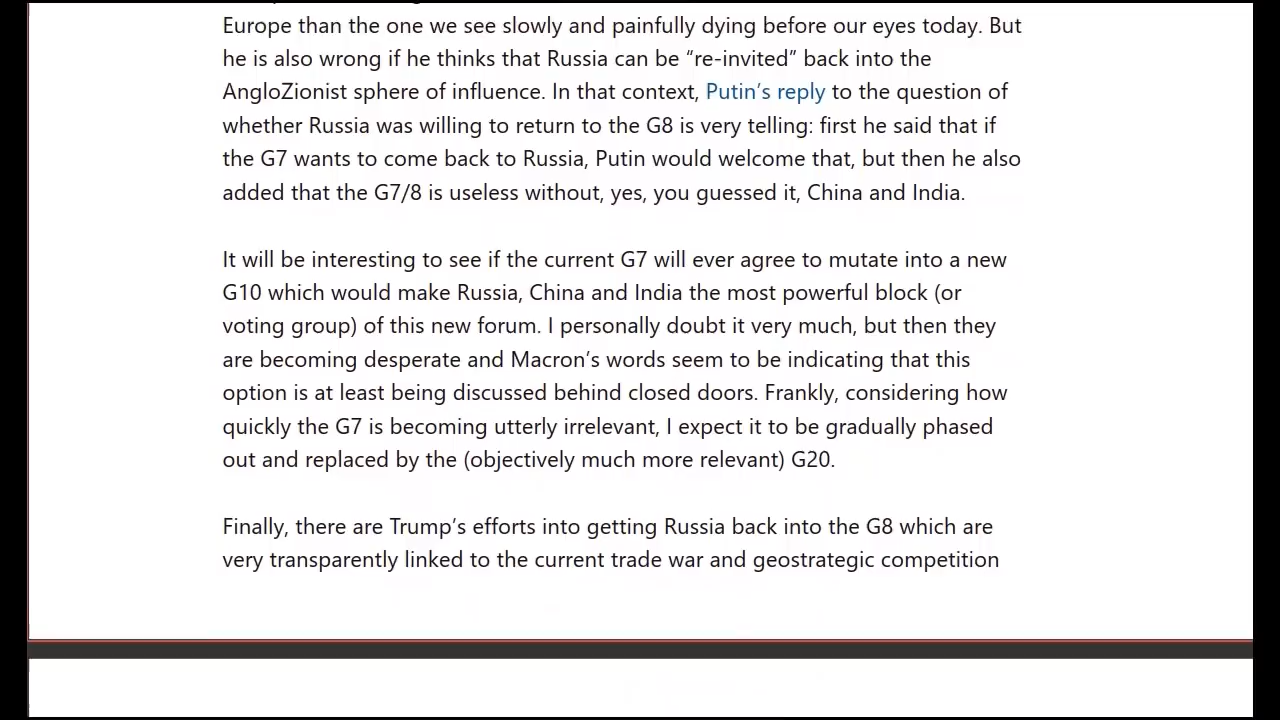 Europe than the one we see slowly and painfully dying before our eyes today. But
he is also wrong if he thinks that Russia can be “re-invited” back into the
AngloZionist sphere of influence. In that context, Putin’s reply to the question of
whether Russia was willing to return to the G8 is very telling: first he said that if
the G7 wants to come back to Russia, Putin would welcome that, but then he also
added that the G7/8 is useless without, yes, you guessed it, China and India.
It will be interesting to see if the current G7 will ever agree to mutate into a new
G10 which would make Russia, China and India the most powerful block (or
voting group) of this new forum. I personally doubt it very much, but then they
are becoming desperate and Macron’s words seem to be indicating that this
option is at least being discussed behind closed doors. Frankly, considering how
quickly the G7 is becoming utterly irrelevant, I expect it to be gradually phased
out and replaced by the (objectively much more relevant) G20.
Finally, there are Trump’s efforts into getting Russia back into the G8 which are
very transparently linked to the current trade war and geostrategic competition